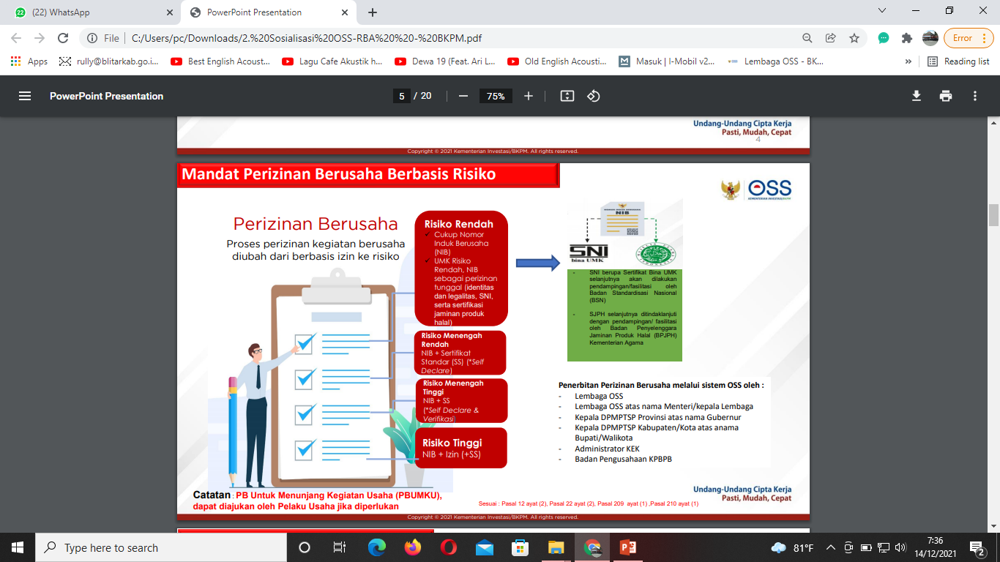 (22) WhatsApp
PowerPoint Presentation
File
C:/Users/pc/Downloads/2.%20Sosialisasi%20OSS-RBA%20%20-%20BKPM.pdf
Error
Apps
rully@blitarkab.go.i...
Best English Acoust...
Lagu Cafe Akustik h...
Dewa 19 (Feat. Ari L...
Old English Acousti...
Masuk | I-Mobil v2...
Lembaga OSS - BK...
»
Reading list
PowerPoint Presentation
5 / 20
75%
Undang-Undang Cipta Kerja
Pasti, Mudah, Cepat
4
Copyright © 2021 Kementerian Investasi/BKPM. All rights reserved.
Mandat Perizinan Berusaha Berbasis Risiko
OSS
KEMENTERIAN INVESTASI/BKPM
Perizinan Berusaha
Proses perizinan kegiatan berusaha
diubah dari berbasis izin ke risiko
Risiko Rendah
✓ Cukup Nomor
Induk Berusaha
(NIB)
✓ UMK Risiko
Rendah, NIB
sebagai perizinan
tunggal (identitas
dan legalitas, SNI,
serta sertifikasi
jaminan produk
halal)
Risiko Menengah
Rendah
NIB + Sertifikat
Standar (SS) (*Self
Declare)
Risiko Menengah
Tinggi
NIB + SS
(*Self Declare &
Verifikasi)
Risiko Tinggi
NIB + Izin (+SS)
NIB
SNI
bina UMK
- SNI berupa Sertifikat Bina UMK
selanjutnya akan dilakukan
pendampingan/fasilitasi oleh
Badan Standardisasi Nasional
(BSN)
- SJPH selanjutnya ditindaklanjuti
dengan pendampingan/ fasilitasi
oleh Badan Penyelenggara
Jaminan Produk Halal (BPJPH)
Kementerian Agama
Penerbitan Perizinan Berusaha melalui sistem OSS oleh :
- Lembaga OSS
- Lembaga OSS atas nama Menteri/kepala Lembaga
- Kepala DPMPTSP Provinsi atas nama Gubernur
- Kepala DPMPTSP Kabupaten/Kota atas anama
Bupati/Walikota
- Administrator KEK
- Badan Pengusahaan KPBPB
Catatan : PB Untuk Menunjang Kegiatan Usaha (PBUMKU),
dapat diajukan oleh Pelaku Usaha jika diperlukan
Sesuai : Pasal 12 ayat (2), Pasal 22 ayat (2), Pasal 209 ayat (1) ,Pasal 210 ayat (1)
Undang-Undang Cipta Kerja
Pasti, Mudah, Cepat
Copyright © 2021 Kementerian Investasi/BKPM. All rights reserved.
Type here to search
81°F
7:36
14/12/2021
2